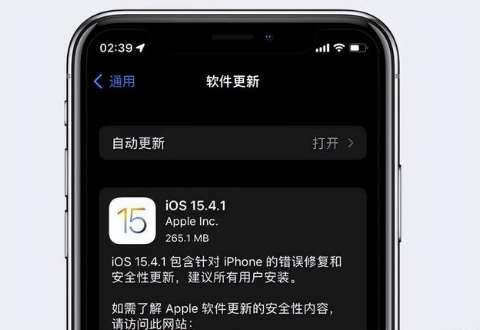 02:39
通用
软件更新
自动更新
打开
15
iOS 15.4.1
Apple Inc.
265.1 MB
iOS 15.4.1 包含针对 iPhone 的错误修复和
安全性更新，建议所有用户安装。
如需了解 Apple 软件更新的安全性内容，
请访问此网站：